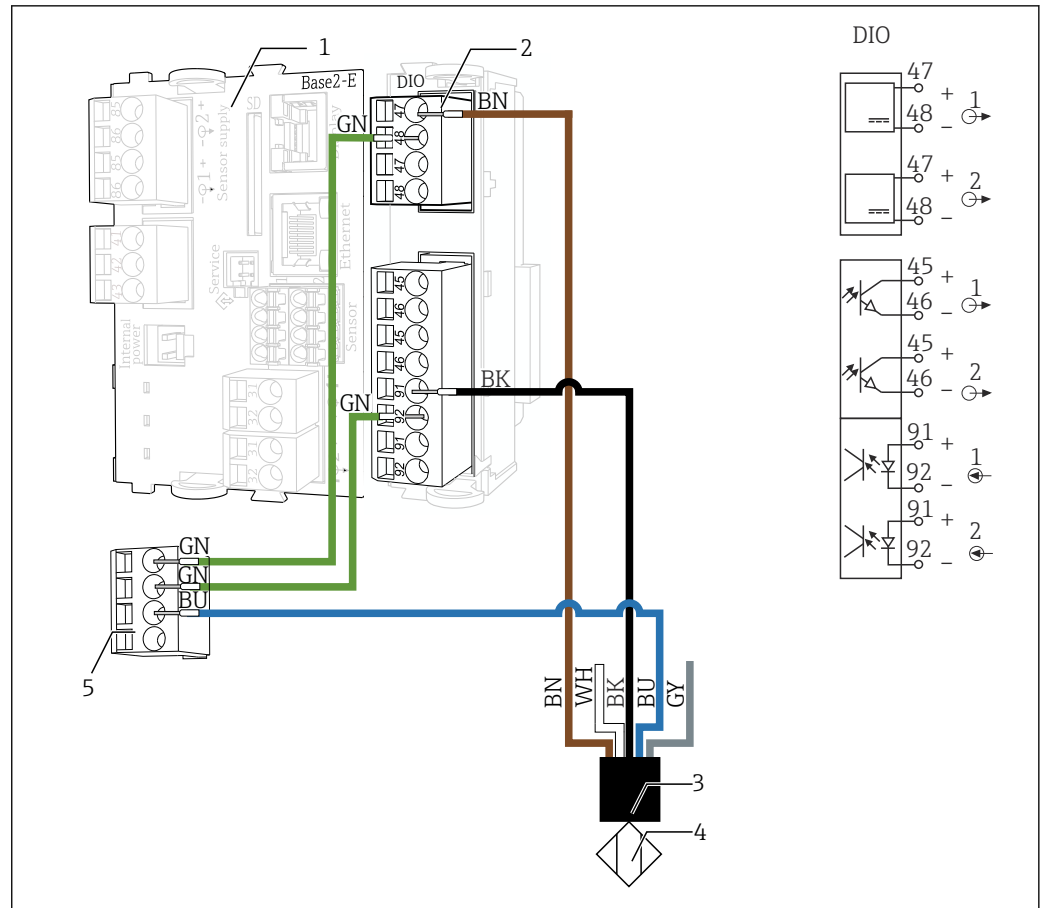 1
2
DIO
Base2-E
DIO
BN
GN
47
48
47
48
85
86
85
86
-1 + -2 +
Sensor supply
SD
Display
41
42
43
Service
Ethernet
Internal
power
Sensor
31
32
31
32
45
46
45
46
91
92
91
92
BK
GN
GN
GN
BU
5
BN
WH
BK
BU
GY
3
4
47
+ 1
48
-
47
+ 2
48
-
45
+ 1
46
-
45
+ 2
46
-
91
+ 1
92
-
91
+ 2
92
-